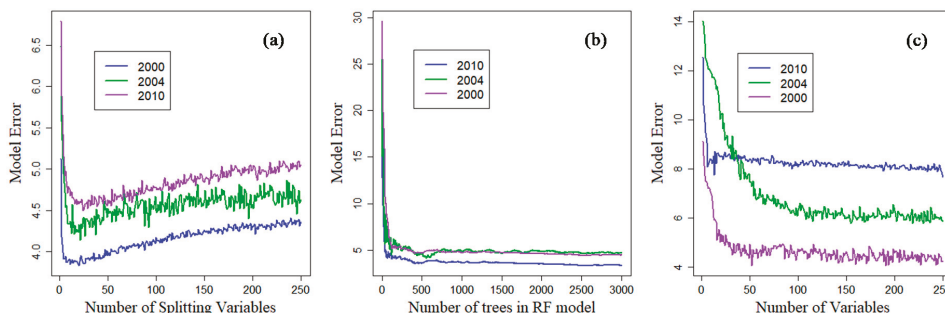 (a)
2000
2004
2010
Model Error
6.5
6.0
5.5
5.0
4.5
4.0
0 50 100 150 200 250
Number of Splitting Variables
(b)
2010
2004
2000
Model Error
30
25
20
15
10
5
0 500 1000 1500 2000 2500 3000
Number of trees in RF model
(c)
2010
2004
2000
Model Error
14
12
10
8
6
4
0 50 100 150 200 250
Number of Variables